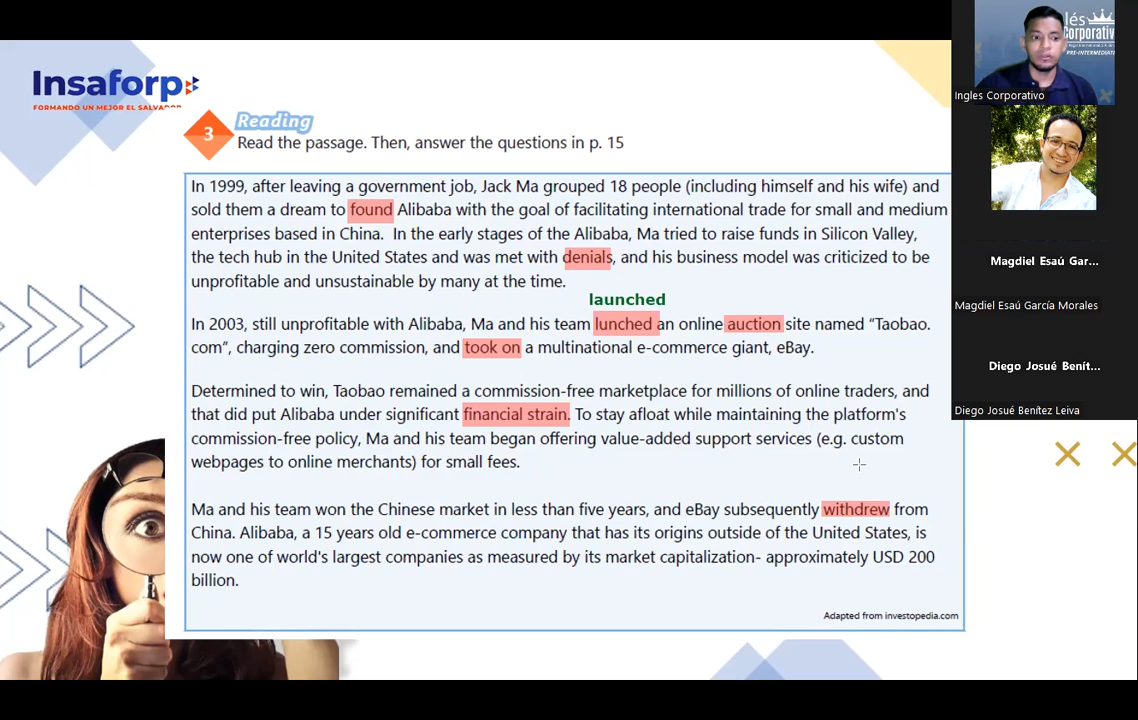 Insaforp
FORMANDO UN MEJOR EL SALVADOR
3
Reading
Read the passage. Then, answer the questions in p. 15
In 1999, after leaving a government job, Jack Ma grouped 18 people (including himself and his wife) and
sold them a dream to found Alibaba with the goal of facilitating international trade for small and medium
enterprises based in China. In the early stages of the Alibaba, Ma tried to raise funds in Silicon Valley,
the tech hub in the United States and was met with denials, and his business model was criticized to be
unprofitable and unsustainable by many at the time.
launched
In 2003, still unprofitable with Alibaba, Ma and his team lunched an online auction site named “Taobao.
com”, charging zero commission, and took on a multinational e-commerce giant, eBay.
Determined to win, Taobao remained a commission-free marketplace for millions of online traders, and
that did put Alibaba under significant financial strain. To stay afloat while maintaining the platform's
commission-free policy, Ma and his team began offering value-added support services (e.g. custom
webpages to online merchants) for small fees.
Ma and his team won the Chinese market in less than five years, and eBay subsequently withdrew from
China. Alibaba, a 15 years old e-commerce company that has its origins outside of the United States, is
now one of world's largest companies as measured by its market capitalization- approximately USD 200
billion.
Adapted from investopedia.com
lés
Corporativ
PRE-INTERMEDIAT
Ingles Corporativo
Magdiel Esaú Gar...
Magdiel Esaú García Morales
Diego Josué Benít...
Diego Josué Benítez Leiva